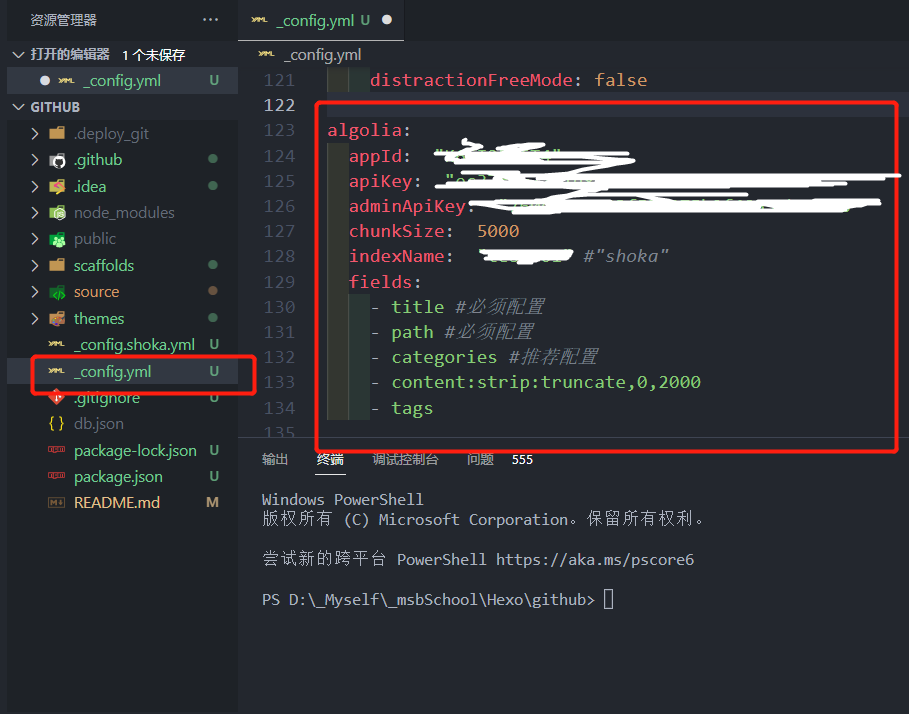 资源管理器 ···
打开的编辑器 1 个未保存
_config.yml U
GITHUB
.deploy_git
.github
.idea
node_modules
public
scaffolds
source
themes
_config.shoka.yml U
_config.yml U
.gitignore U
db.json
package-lock.json U
package.json U
README.md M
_config.yml U
_config.yml
121 distractionFreeMode: false
122
123 algolia:
124 appId:
125 apiKey:
126 adminApiKey:
127 chunkSize: 5000
128 indexName: #"shoka"
129 fields:
130 - title #必须配置
131 - path #必须配置
132 - categories #推荐配置
133 - content:strip:truncate,0,2000
134 - tags
135
输出 终端 调试控制台 问题 555
Windows PowerShell
版权所有 (C) Microsoft Corporation。保留所有权利。
尝试新的跨平台 PowerShell https://aka.ms/pscore6
PS D:\_Myself\_msbSchool\Hexo\github>